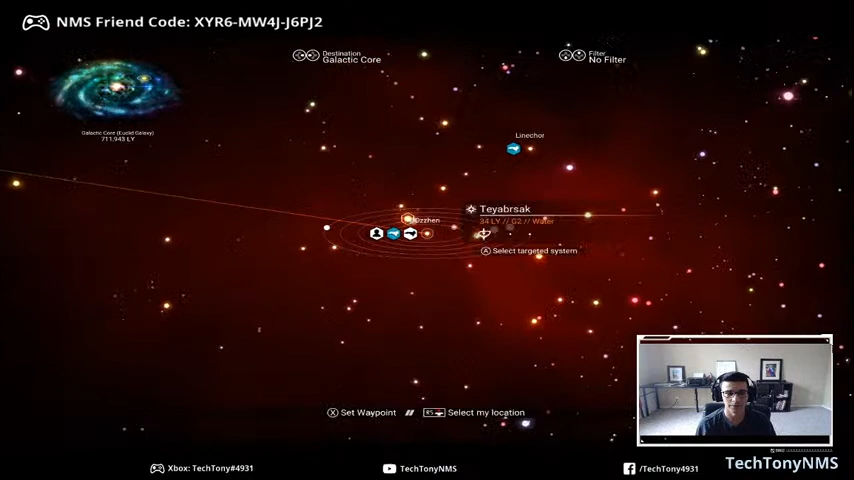 NMS Friend Code: XYR6-MW4J-J6PJ2
Destination
Galactic Core
Filter
No Filter
Galactic Core (Euclid Galaxy)
711,943 LY
Linechor
Teyabrsak
34 LY // G2 // Water
Ozzhen
A Select targeted system
X Set Waypoint // RS Select my location
TechTonyNMS
Xbox: TechTony#4931
TechTonyNMS
/TechTony4931